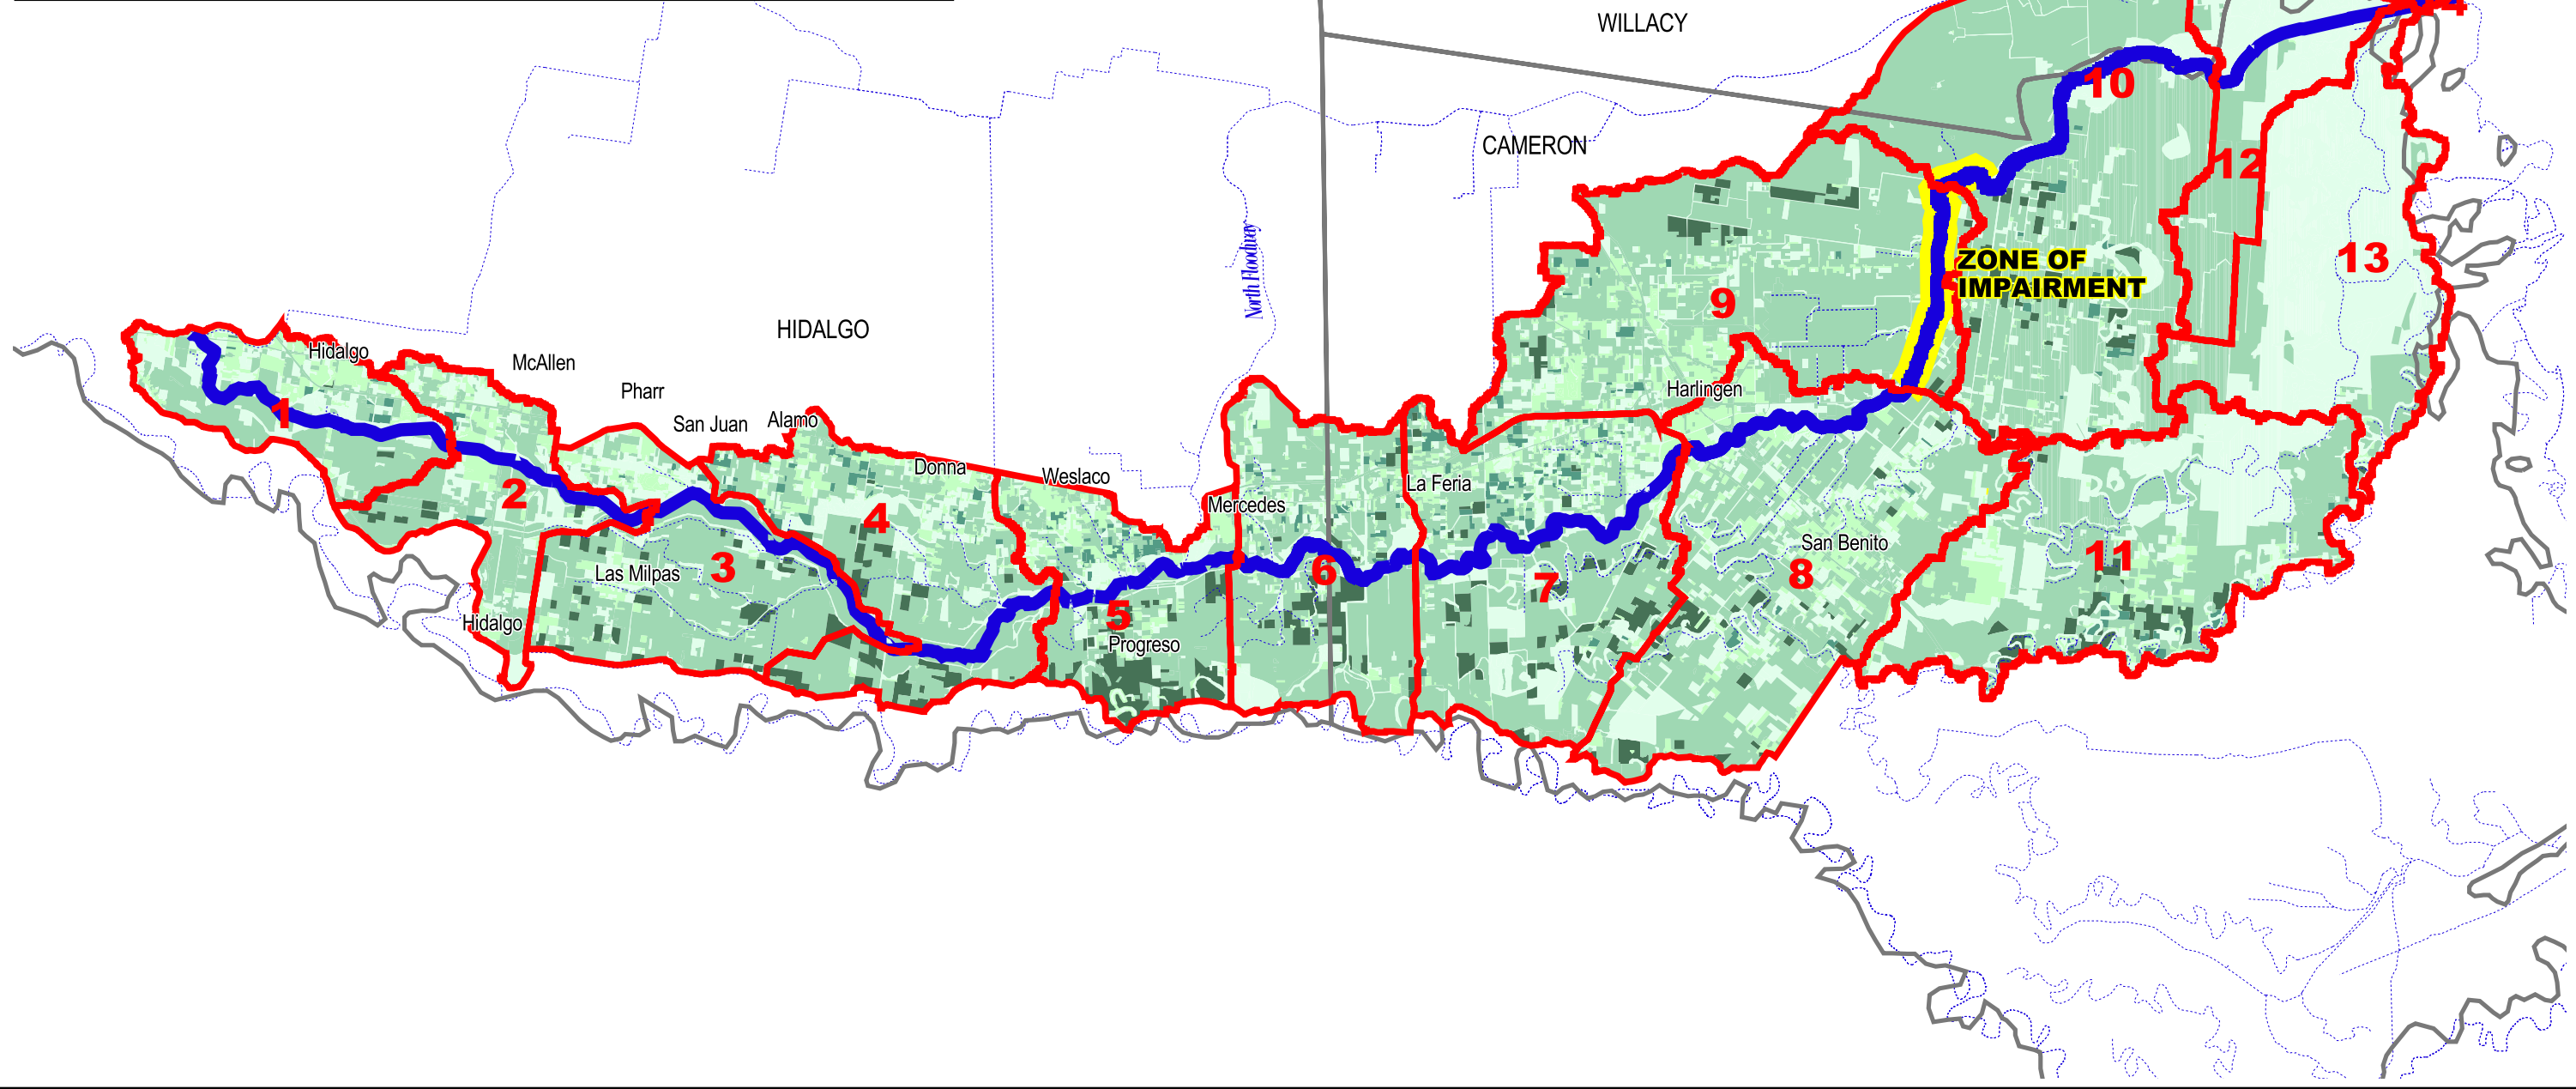 WILLACY
10
CAMERON
12
North Floodway
ZONE OF
IMPAIRMENT
13
9
HIDALGO
Hidalgo
McAllen
Pharr
San Juan
Alamo
Harlingen
1
Donna
Weslaco
La Feria
Mercedes
2
4
San Benito
11
Las Milpas
3
6
7
8
5
Hidalgo
Progreso